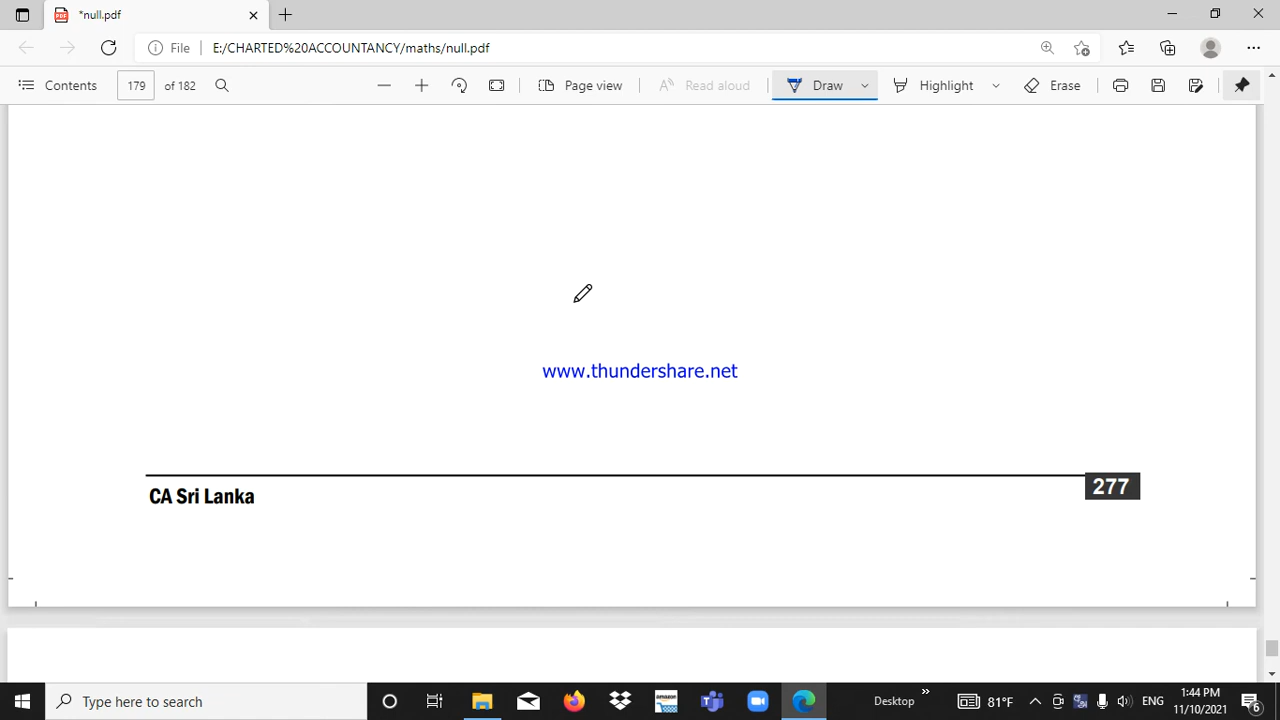 *null.pdf
File E:/CHARTED%20ACCOUNTANCY/maths/null.pdf
Contents 179 of 182 Page view Read aloud Draw Highlight Erase
www.thundershare.net
CA Sri Lanka 277
Type here to search Desktop 81°F ENG 1:44 PM
11/10/2021 6